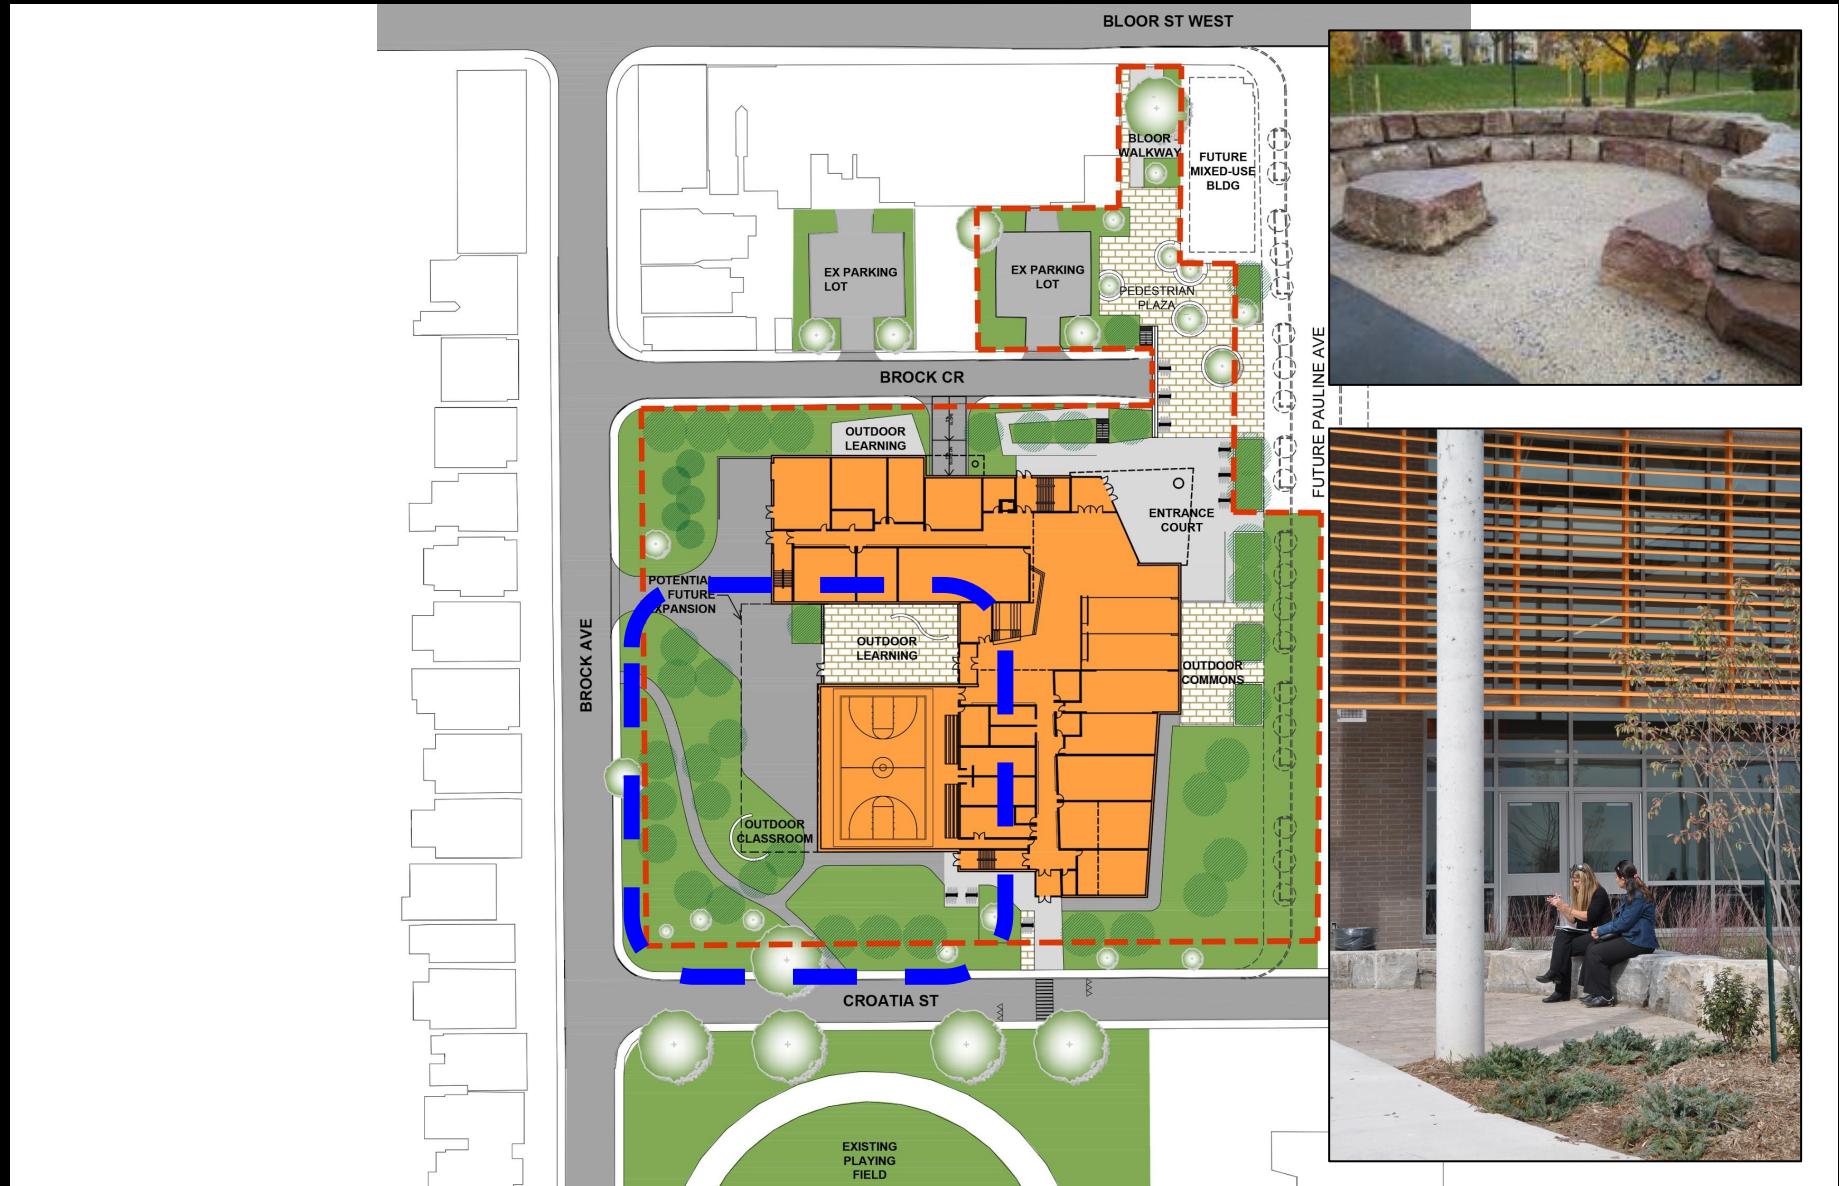 BLOOR ST WEST
BLOOR
WALKWAY
FUTURE
MIXED-USE
BLDG
EX PARKING
LOT
EX PARKING
LOT
PEDESTRIAN
PLAZA
FUTURE PAULINE AVE
BROCK CR
OUTDOOR
LEARNING
ENTRANCE
COURT
POTENTIAL
FUTURE
EXPANSION
BROCK AVE
OUTDOOR
LEARNING
OUTDOOR
COMMONS
OUTDOOR
CLASSROOM
CROATIA ST
EXISTING
PLAYING
FIELD